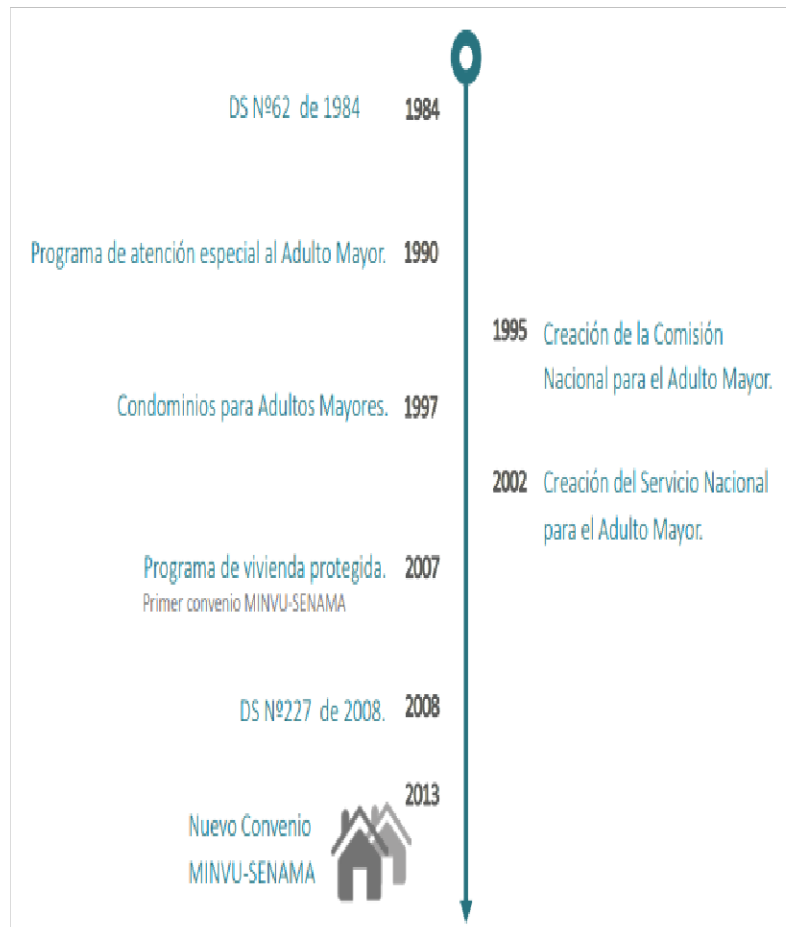 DS Nº62 de 1984 1984
Programa de atención especial al Adulto Mayor. 1990
1995 Creación de la Comisión
Nacional para el Adulto Mayor.
Condominios para Adultos Mayores. 1997
2002 Creación del Servicio Nacional
para el Adulto Mayor.
Programa de vivienda protegida. 2007
Primer convenio MINVU-SENAMA
DS Nº227 de 2008. 2008
2013
Nuevo Convenio
MINVU-SENAMA